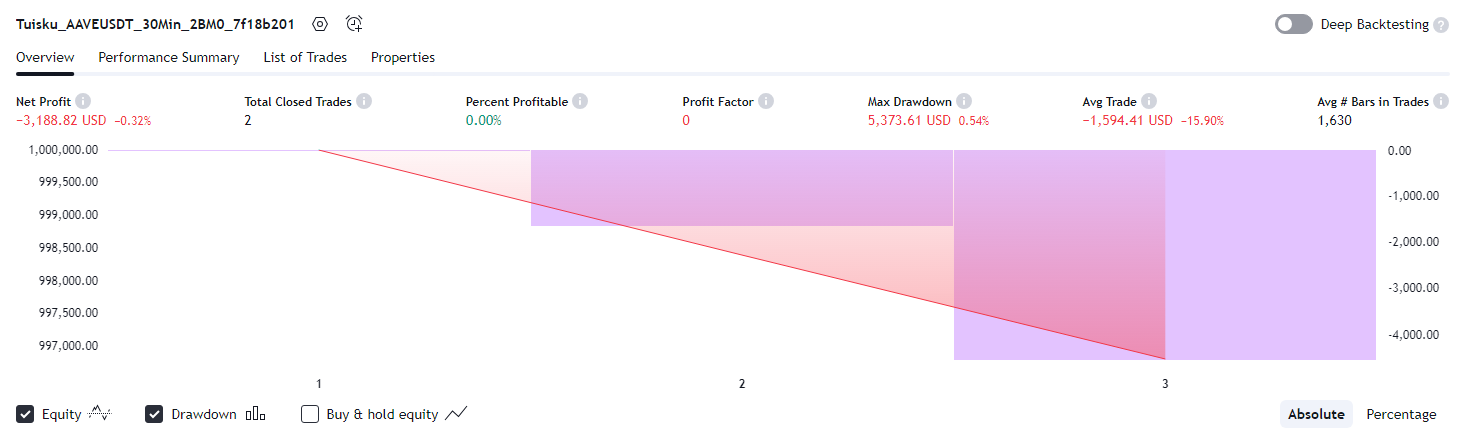 Tuisku_AAVEUSDT_30Min_2BM0_7f18b201
Deep Backtesting ?
Overview Performance Summary List of Trades Properties
Net Profit Total Closed Trades Percent Profitable Profit Factor Max Drawdown Avg Trade Avg # Bars in Trades
−3,188.82 USD −0.32% 2 0.00% 0 5,373.61 USD 0.54% −1,594.41 USD −15.90% 1,630
1,000,000.00 0.00
999,500.00
-1,000.00
999,000.00
-2,000.00
998,500.00
998,000.00
-3,000.00
997,500.00
-4,000.00
997,000.00
1 2 3
Equity Drawdown Buy & hold equity Absolute Percentage